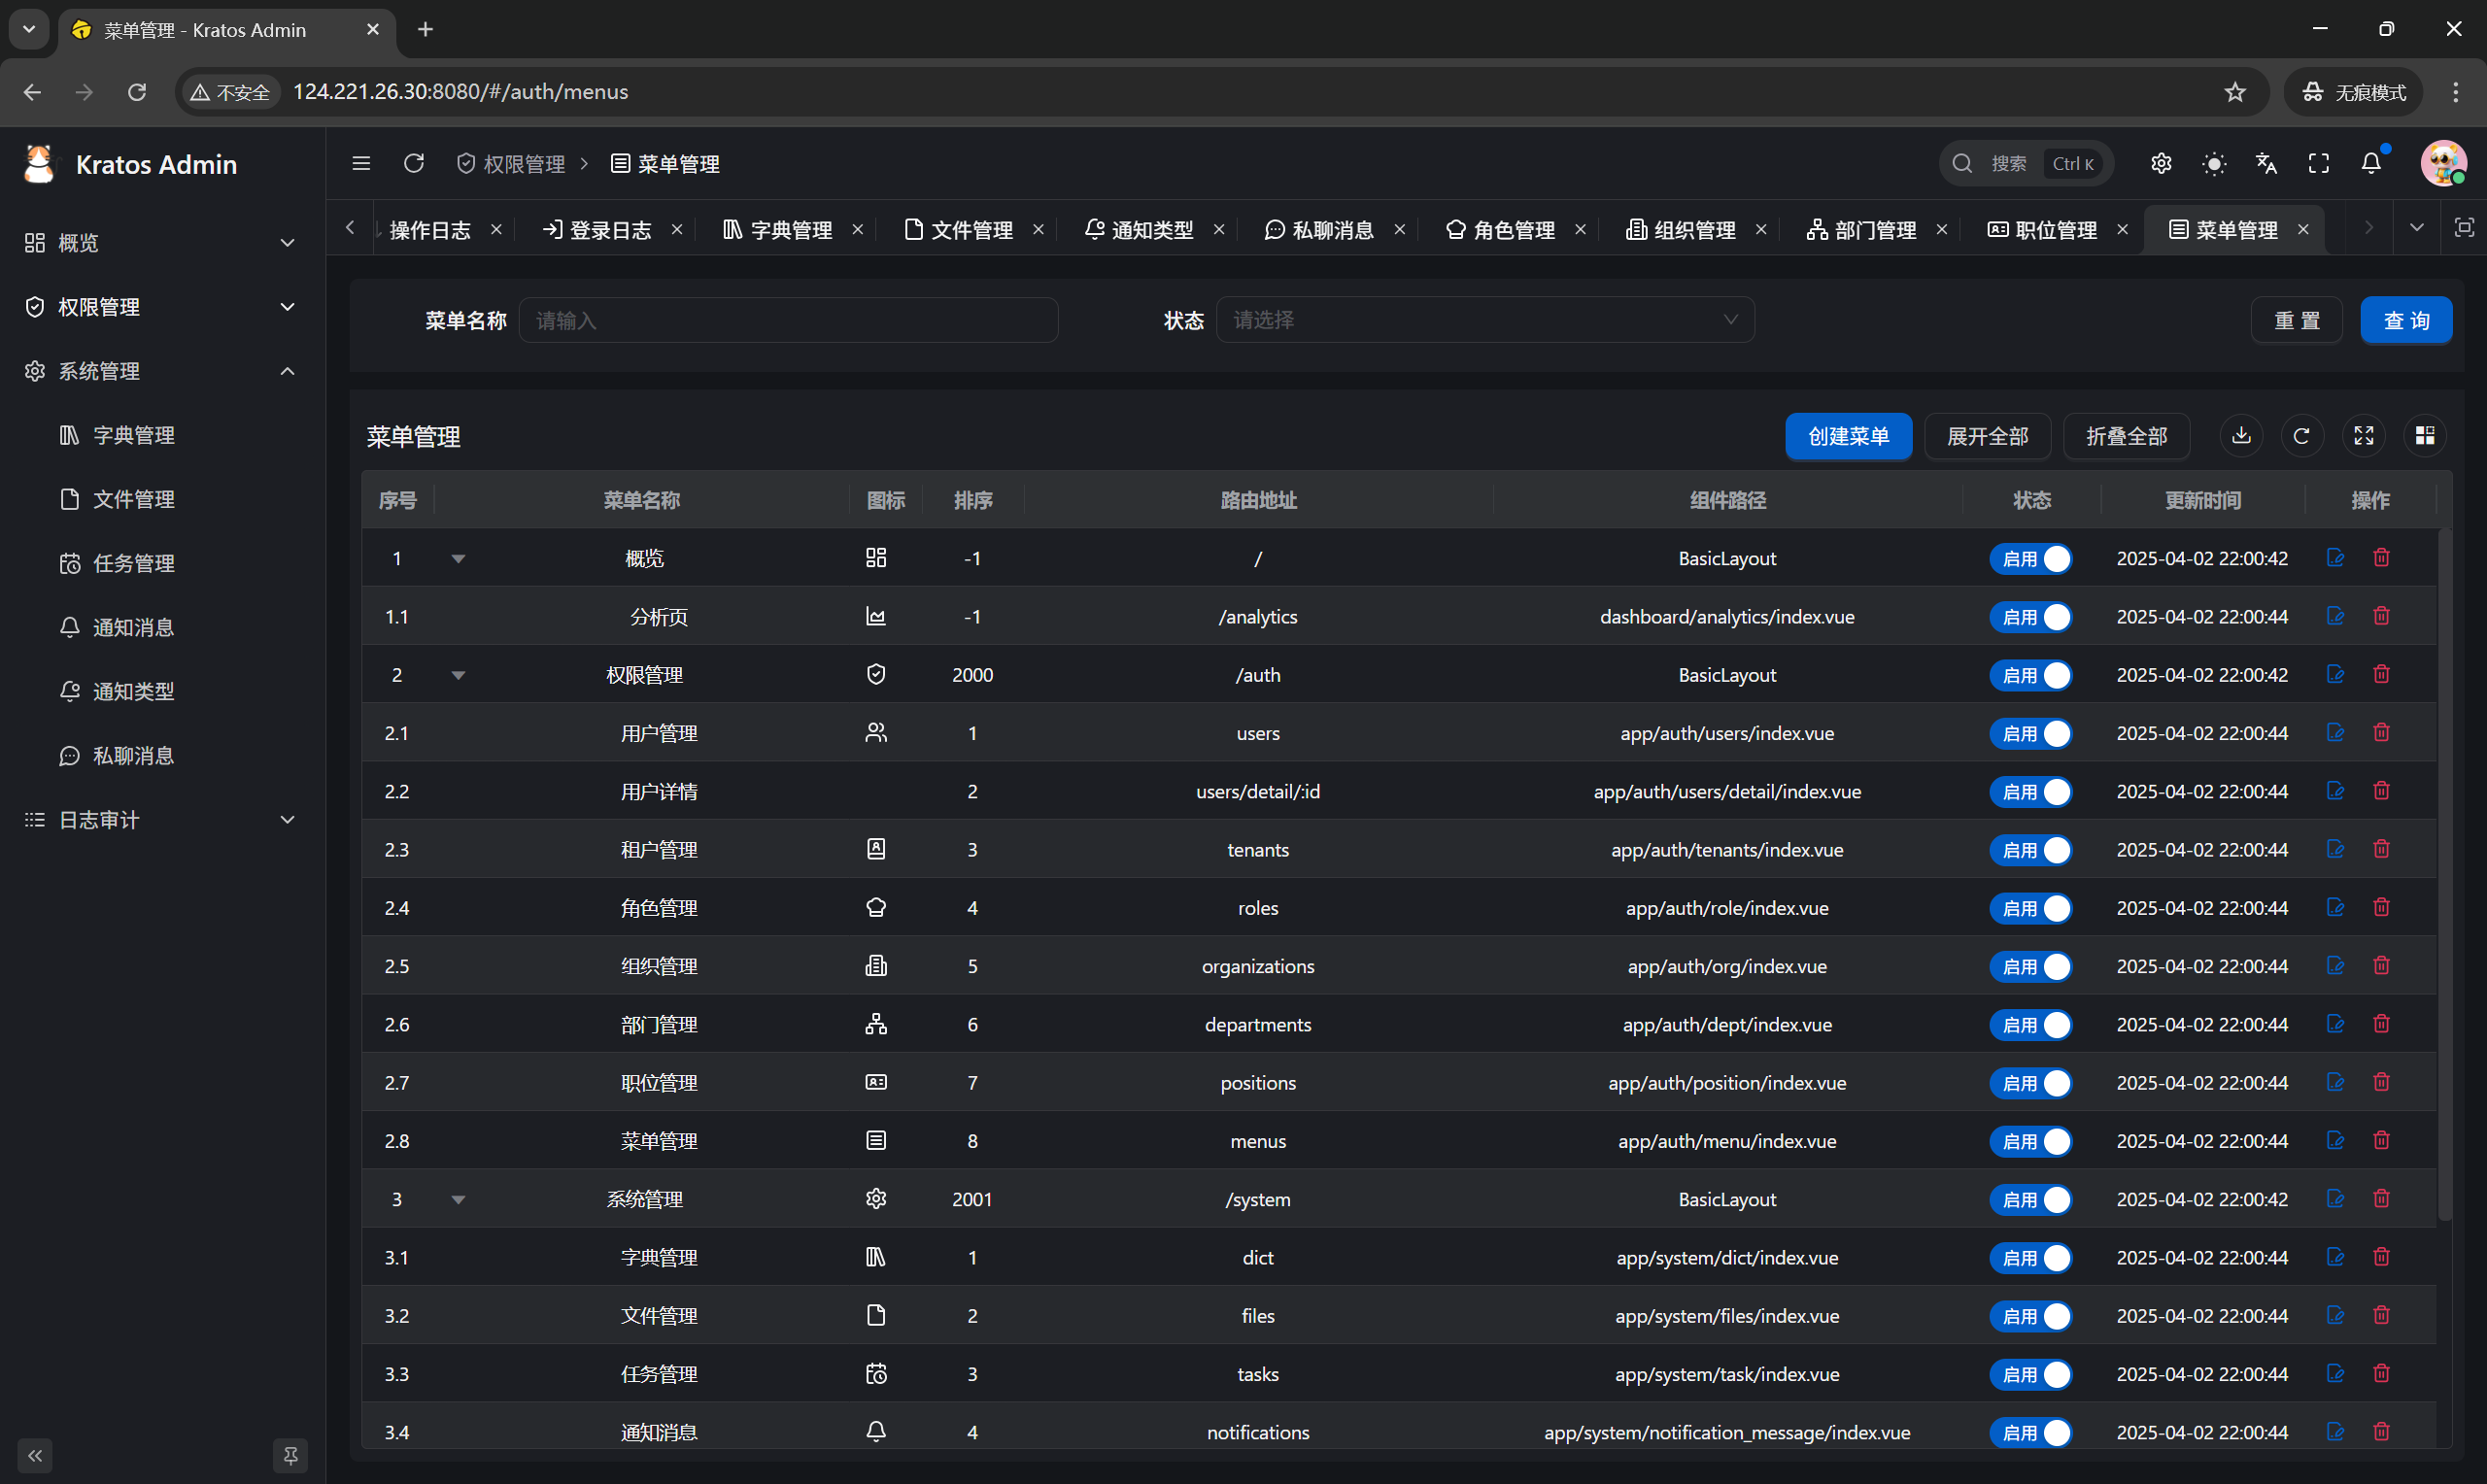 菜单管理 - Kratos Admin
不安全 124.221.26.30:8080/#/auth/menus 无痕模式
Kratos Admin
权限管理 菜单管理 搜索 Ctrl K
操作日志 登录日志 字典管理 文件管理 通知类型 私聊消息 角色管理 组织管理 部门管理 职位管理 菜单管理
概览
权限管理
系统管理
字典管理
文件管理
任务管理
通知消息
通知类型
私聊消息
日志审计
菜单名称 请输入 状态 请选择 重 置 查 询
菜单管理 创建菜单 展开全部 折叠全部
序号 菜单名称 图标 排序 路由地址 组件路径 状态 更新时间 操作
1 概览 -1 / BasicLayout 启用 2025-04-02 22:00:42
1.1 分析页 -1 /analytics dashboard/analytics/index.vue 启用 2025-04-02 22:00:44
2 权限管理 2000 /auth BasicLayout 启用 2025-04-02 22:00:42
2.1 用户管理 1 users app/auth/users/index.vue 启用 2025-04-02 22:00:44
2.2 用户详情 2 users/detail/:id app/auth/users/detail/index.vue 启用 2025-04-02 22:00:44
2.3 租户管理 3 tenants app/auth/tenants/index.vue 启用 2025-04-02 22:00:44
2.4 角色管理 4 roles app/auth/role/index.vue 启用 2025-04-02 22:00:44
2.5 组织管理 5 organizations app/auth/org/index.vue 启用 2025-04-02 22:00:44
2.6 部门管理 6 departments app/auth/dept/index.vue 启用 2025-04-02 22:00:44
2.7 职位管理 7 positions app/auth/position/index.vue 启用 2025-04-02 22:00:44
2.8 菜单管理 8 menus app/auth/menu/index.vue 启用 2025-04-02 22:00:44
3 系统管理 2001 /system BasicLayout 启用 2025-04-02 22:00:42
3.1 字典管理 1 dict app/system/dict/index.vue 启用 2025-04-02 22:00:44
3.2 文件管理 2 files app/system/files/index.vue 启用 2025-04-02 22:00:44
3.3 任务管理 3 tasks app/system/task/index.vue 启用 2025-04-02 22:00:44
3.4 通知消息 4 notifications app/system/notification_message/index.vue 启用 2025-04-02 22:00:44